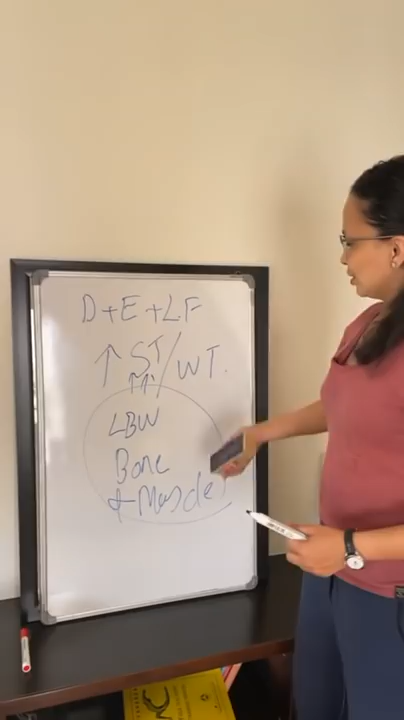 D+E+LF
↑ ST/WT.
↑↑↑
LBW
Bone
+ Muscle